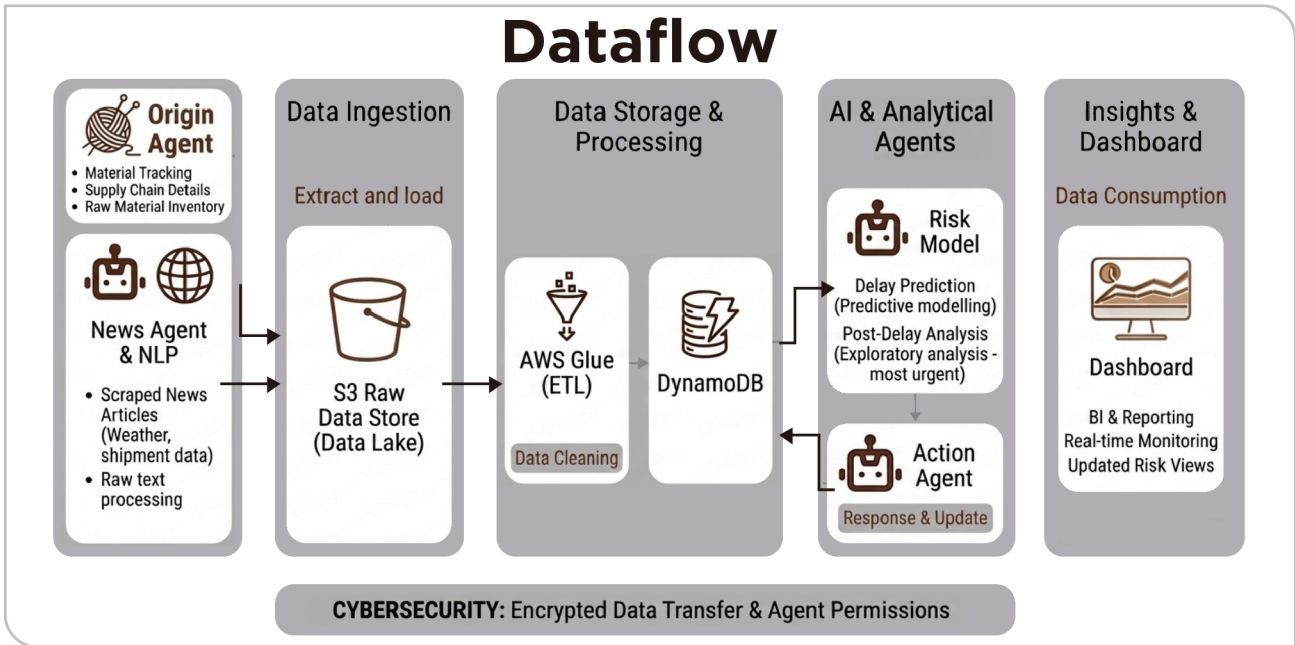 Dataflow
Origin
Agent
• Material Tracking
• Supply Chain Details
• Raw Material Inventory
News Agent
& NLP
• Scraped News
Articles
(Weather,
shipment data)
• Raw text
processing
Data Ingestion
Extract and load
S3 Raw
Data Store
(Data Lake)
Data Storage &
Processing
AWS Glue
(ETL)
Data Cleaning
DynamoDB
AI & Analytical
Agents
Risk
Model
Delay Prediction
(Predictive modelling)
Post-Delay Analysis
(Exploratory analysis -
most urgent)
Action
Agent
Response & Update
Insights &
Dashboard
Data Consumption
Dashboard
BI & Reporting
Real-time Monitoring
Updated Risk Views
CYBERSECURITY: Encrypted Data Transfer & Agent Permissions